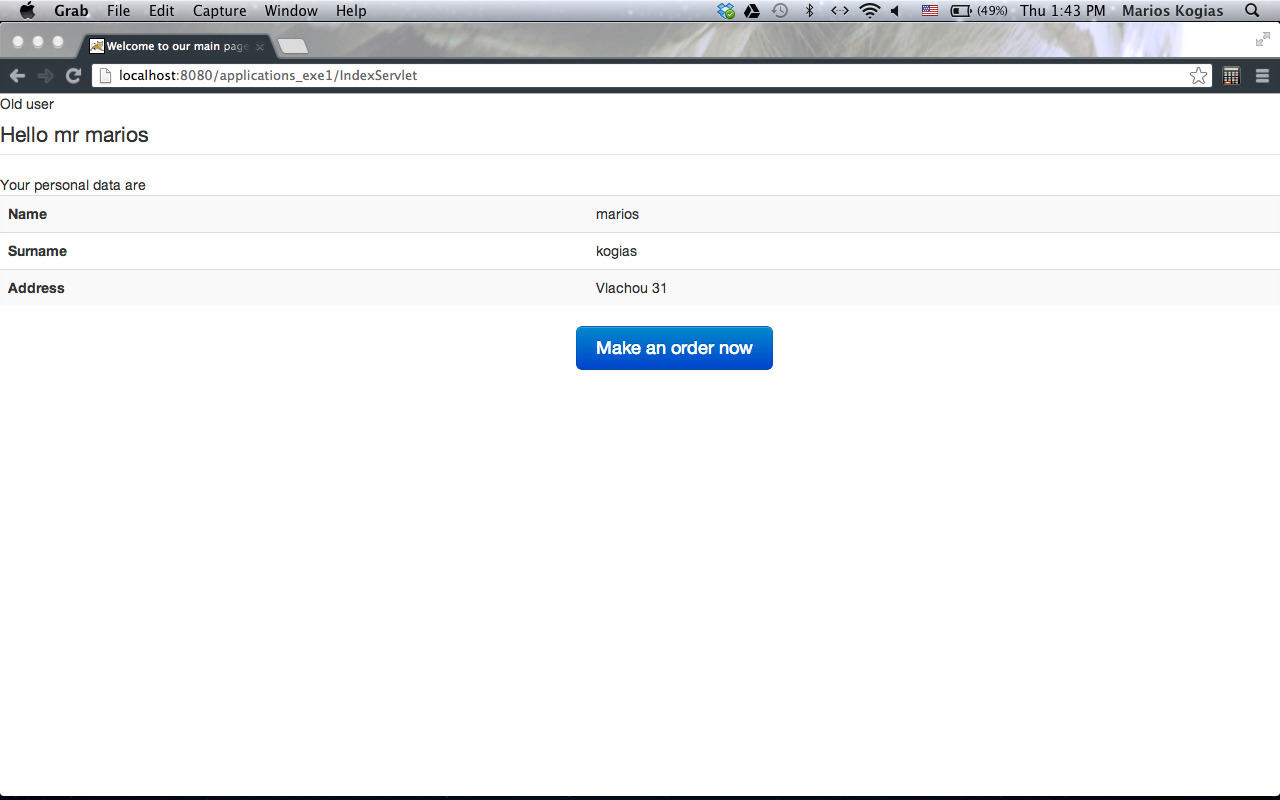 Grab File Edit Capture Window Help (49%) Thu 1:43 PM Marios Kogias
Welcome to our main page
localhost:8080/applications_exe1/IndexServlet
Old user
Hello mr marios
Your personal data are
Name marios
Surname kogias
Address Vlachou 31
Make an order now